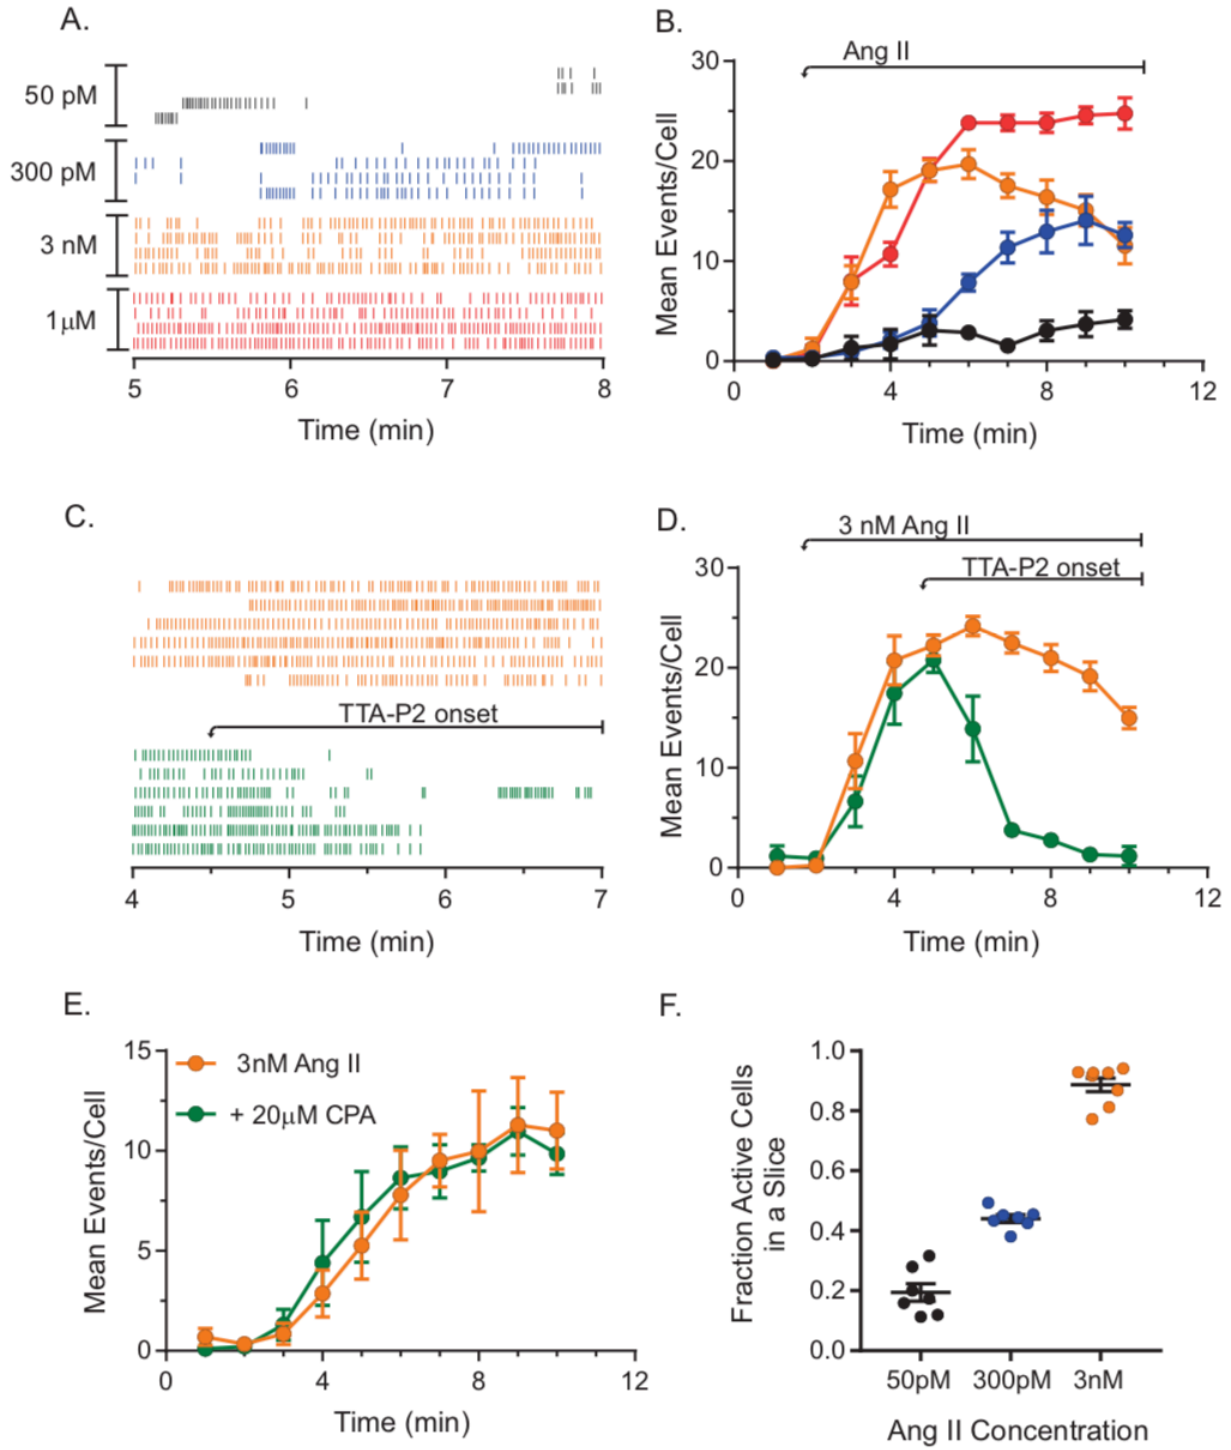 A.
50 pM
300 pM
3 nM
1μM
5 6 7 8
Time (min)
B.
Ang II
30
20
10
0
Mean Events/Cell
0 4 8 12
Time (min)
C.
TTA-P2 onset
4 5 6 7
Time (min)
D.
3 nM Ang II
TTA-P2 onset
30
20
10
0
Mean Events/Cell
0 4 8 12
Time (min)
E.
15
10
5
0
Mean Events/Cell
3nM Ang II
+ 20μM CPA
0 4 8 12
Time (min)
F.
1.0
0.8
0.6
0.4
0.2
0.0
Fraction Active Cells
in a Slice
50pM 300pM 3nM
Ang II Concentration